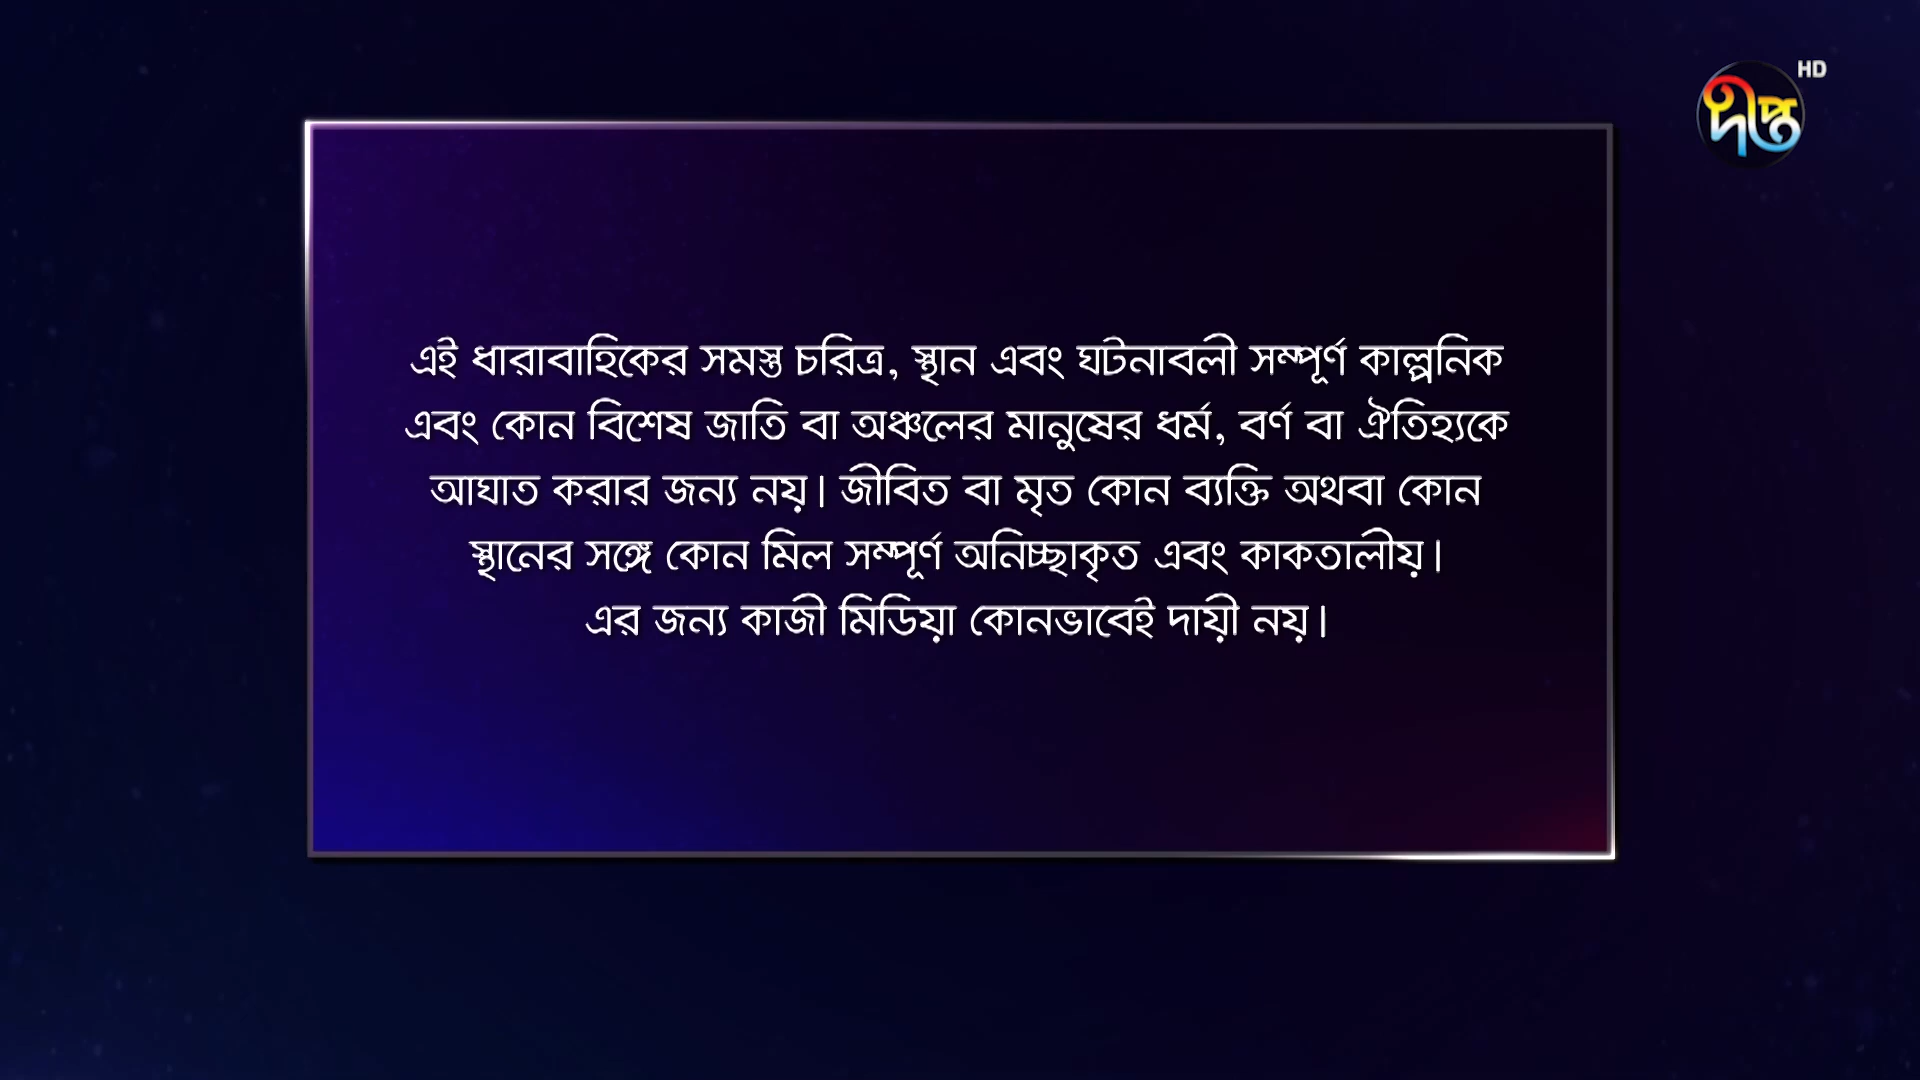 দীপ্ত HD
এই ধারাবাহিকের সমস্ত চরিত্র, স্থান এবং ঘটনাবলী সম্পূর্ণ কাল্পনিক
এবং কোন বিশেষ জাতি বা অঞ্চলের মানুষের ধর্ম, বর্ণ বা ঐতিহ্যকে
আঘাত করার জন্য নয়। জীবিত বা মৃত কোন ব্যক্তি অথবা কোন
স্থানের সঙ্গে কোন মিল সম্পূর্ণ অনিচ্ছাকৃত এবং কাকতালীয়।
এর জন্য কাজী মিডিয়া কোনভাবেই দায়ী নয়।